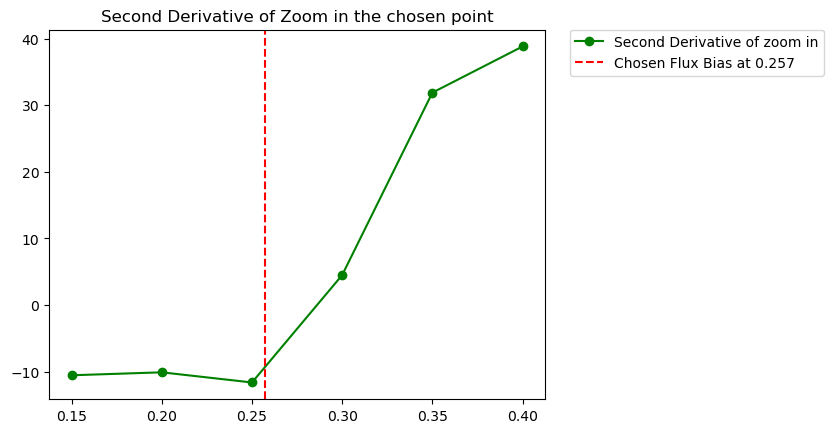 Second Derivative of Zoom in the chosen point
Second Derivative of zoom in
Chosen Flux Bias at 0.257
40
30
20
10
0
−10
0.15 0.20 0.25 0.30 0.35 0.40